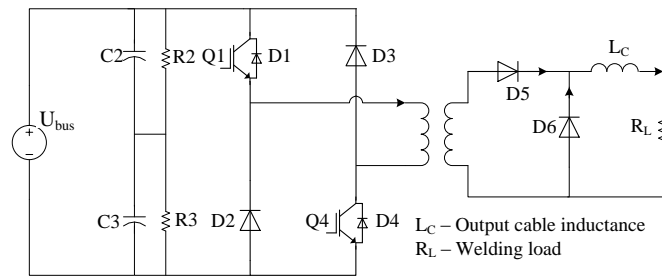 C2
R2
Q1
D1
D3
L_C
D5
U_bus
D6
R_L
C3
R3
D2
Q4
D4
L_C – Output cable inductance
R_L – Welding load